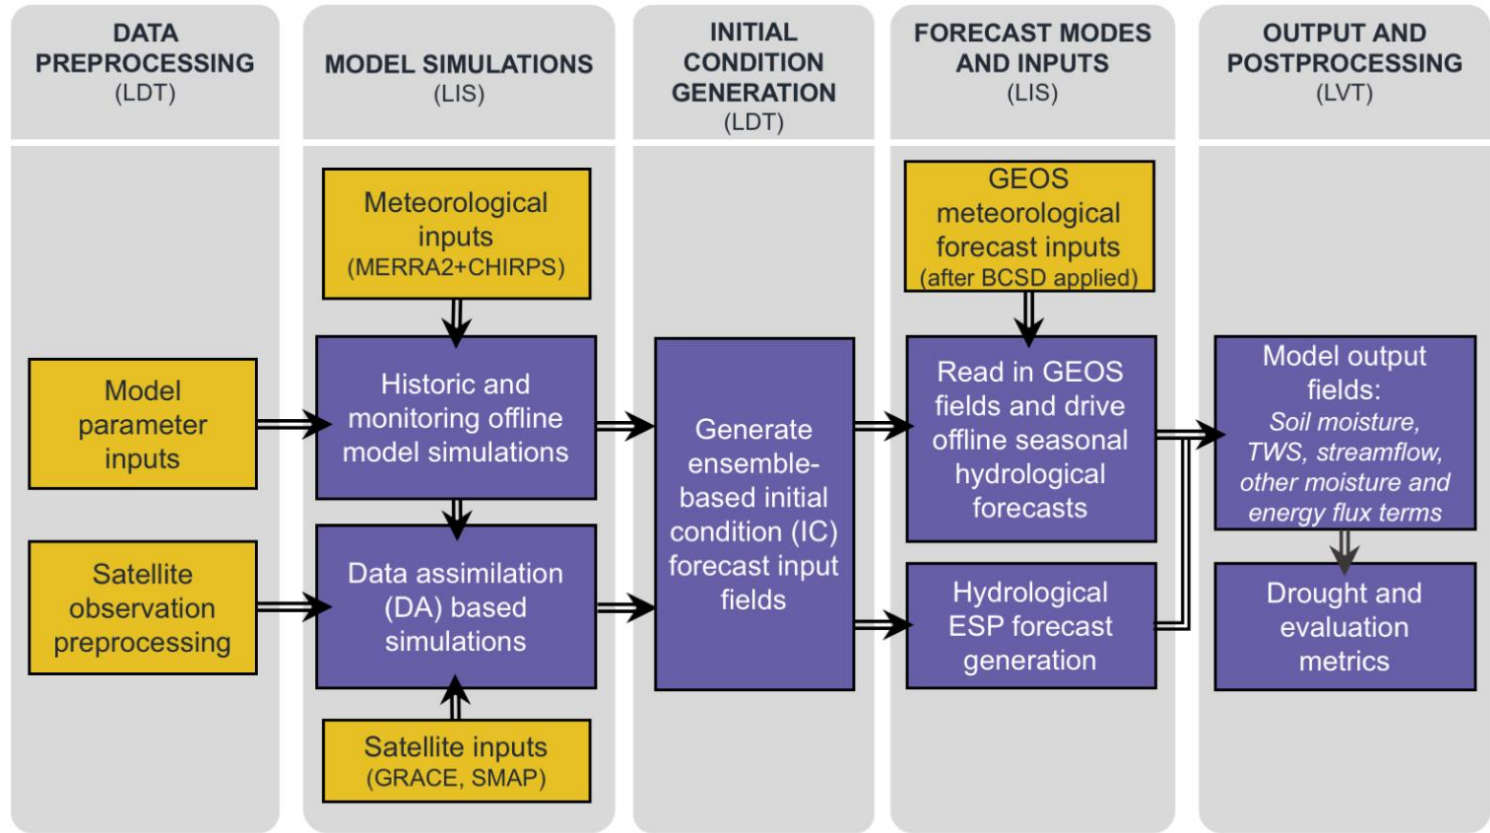 DATA
PREPROCESSING
(LDT)
MODEL SIMULATIONS
(LIS)
INITIAL
CONDITION
GENERATION
(LDT)
FORECAST MODES
AND INPUTS
(LIS)
OUTPUT AND
POSTPROCESSING
(LVT)
Model
parameter
inputs
Satellite
observation
preprocessing
Meteorological
inputs
(MERRA2+CHIRPS)
Historic and
monitoring offline
model simulations
Data assimilation
(DA) based
simulations
Satellite inputs
(GRACE, SMAP)
Generate
ensemble-
based initial
condition (IC)
forecast input
fields
GEOS
meteorological
forecast inputs
(after BCSD applied)
Read in GEOS
fields and drive
offline seasonal
hydrological
forecasts
Hydrological
ESP forecast
generation
Model output
fields:
Soil moisture,
TWS, streamflow,
other moisture and
energy flux terms
Drought and
evaluation
metrics